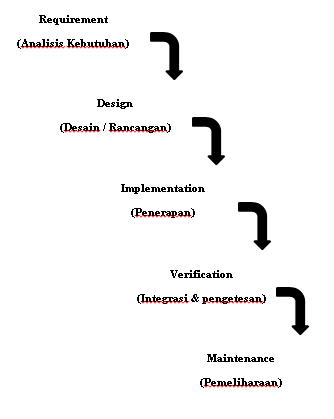 Requirement
(Analisis Kebutuhan)
Design
(Desain / Rancangan)
Implementation
(Penerapan)
Verification
(Integrasi & pengetesan)
Maintenance
(Pemeliharaan)